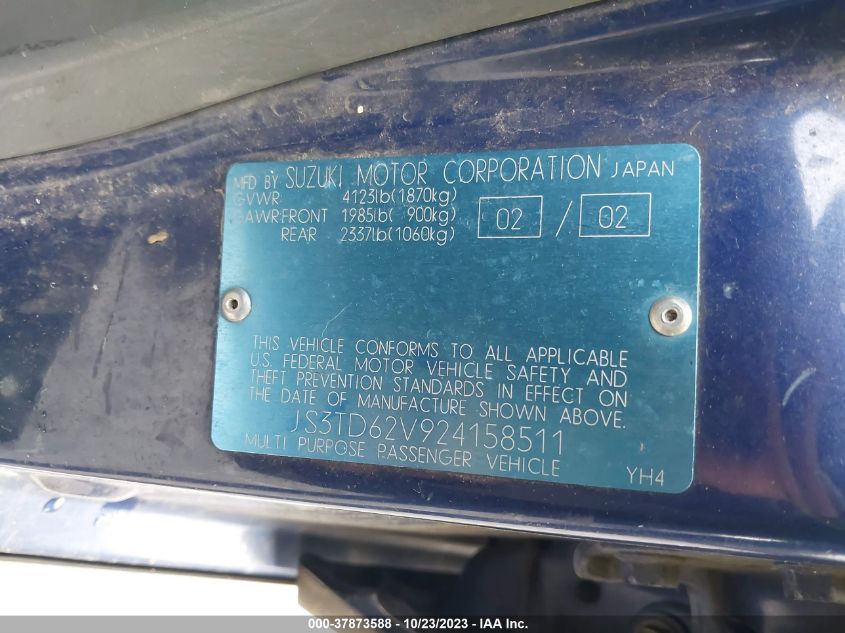 MFD BY SUZUKI MOTOR CORPORATION JAPAN
GVWR 4123lb(1870kg)
GAWR:FRONT 1985lb( 900kg) 02 / 02
REAR 2337lb(1060kg)
THIS VEHICLE CONFORMS TO ALL APPLICABLE
U.S. FEDERAL MOTOR VEHICLE SAFETY AND
THEFT PREVENTION STANDARDS IN EFFECT ON
THE DATE OF MANUFACTURE SHOWN ABOVE.
JS3TD62V924158511
MULTI PURPOSE PASSENGER VEHICLE YH4
000-37873588 - 10/23/2023 - IAAI.COM